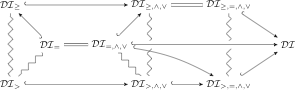 𝒟ℐ≥ 𝒟ℐ≥,∧,∨ 𝒟ℐ≥,=,∧,∨
𝒟ℐ= 𝒟ℐ=,∧,∨ 𝒟ℐ
𝒟ℐ> 𝒟ℐ>,∧,∨ 𝒟ℐ>,=,∧,∨